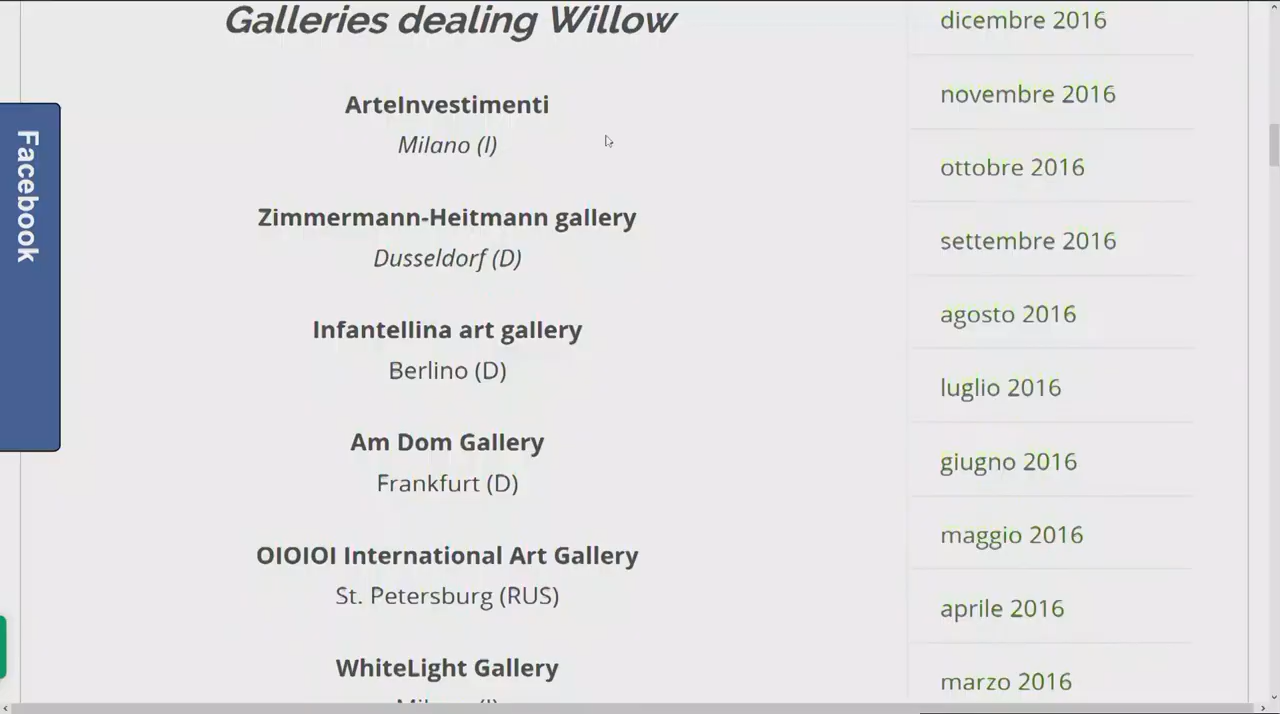 Galleries dealing Willow
ArteInvestimenti
Milano (I)
Zimmermann-Heitmann gallery
Dusseldorf (D)
Infantellina art gallery
Berlino (D)
Am Dom Gallery
Frankfurt (D)
OIOIOI International Art Gallery
St. Petersburg (RUS)
WhiteLight Gallery
dicembre 2016
novembre 2016
ottobre 2016
settembre 2016
agosto 2016
luglio 2016
giugno 2016
maggio 2016
aprile 2016
marzo 2016
Facebook